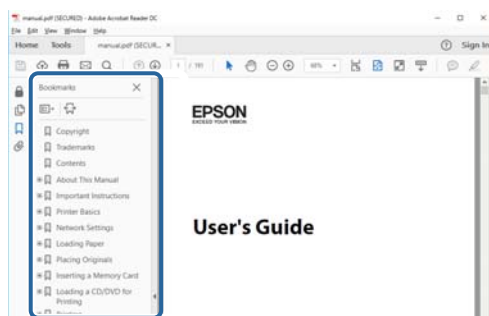 manual.pdf (SECURED) - Adobe Acrobat Reader DC
File Edit View Window Help
Home Tools manual.pdf (SECUR... ×
Sign In
1 / 191
Bookmarks
Copyright
Trademarks
Contents
About This Manual
Important Instructions
Printer Basics
Network Settings
Loading Paper
Placing Originals
Inserting a Memory Card
Loading a CD/DVD for
Printing
EPSON
EXCEED YOUR VISION
User's Guide